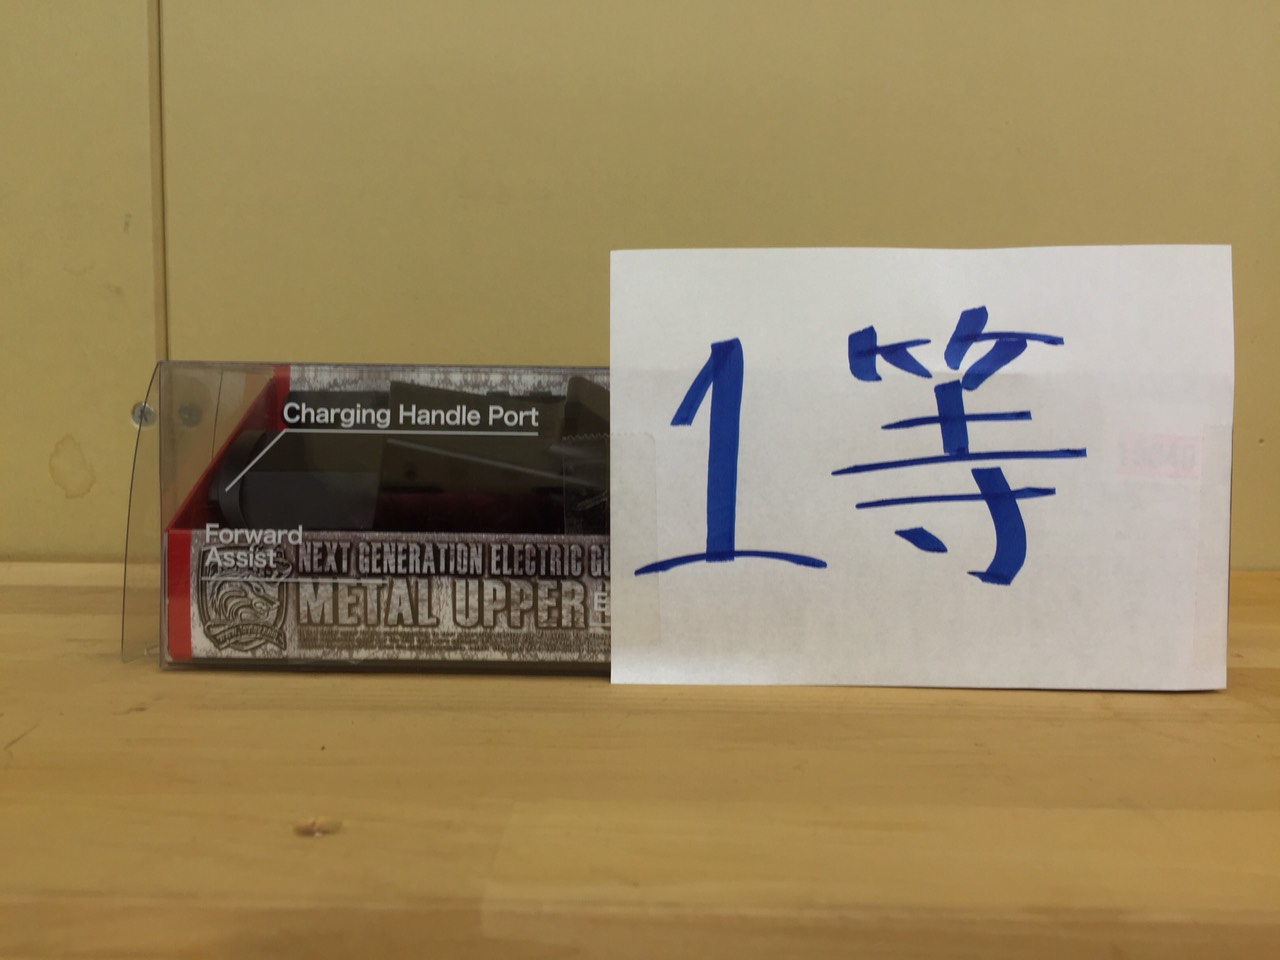 Charging Handle Port
Forward
Assist
NEXT GENERATION ELECTRIC
METAL UPPER
1等